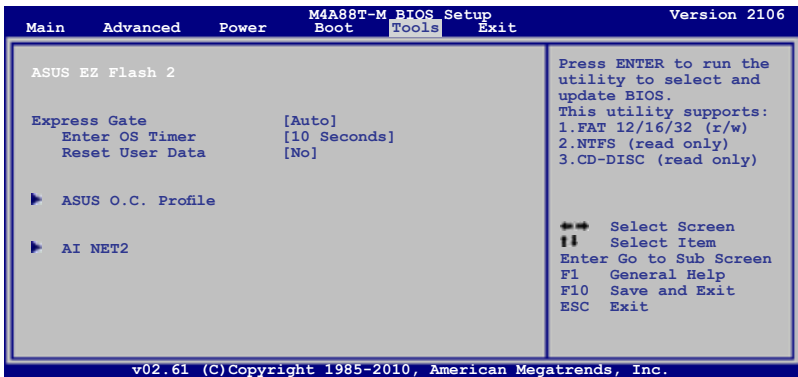 M4A88T-M BIOS Setup Version 2106
Main Advanced Power Boot Tools Exit
ASUS EZ Flash 2
Express Gate [Auto]
Enter OS Timer [10 Seconds]
Reset User Data [No]
ASUS O.C. Profile
AI NET2
Press ENTER to run the
utility to select and
update BIOS.
This utility supports:
1.FAT 12/16/32 (r/w)
2.NTFS (read only)
3.CD-DISC (read only)
Select Screen
Select Item
Enter Go to Sub Screen
F1 General Help
F10 Save and Exit
ESC Exit
v02.61 (C)Copyright 1985-2010, American Megatrends, Inc.